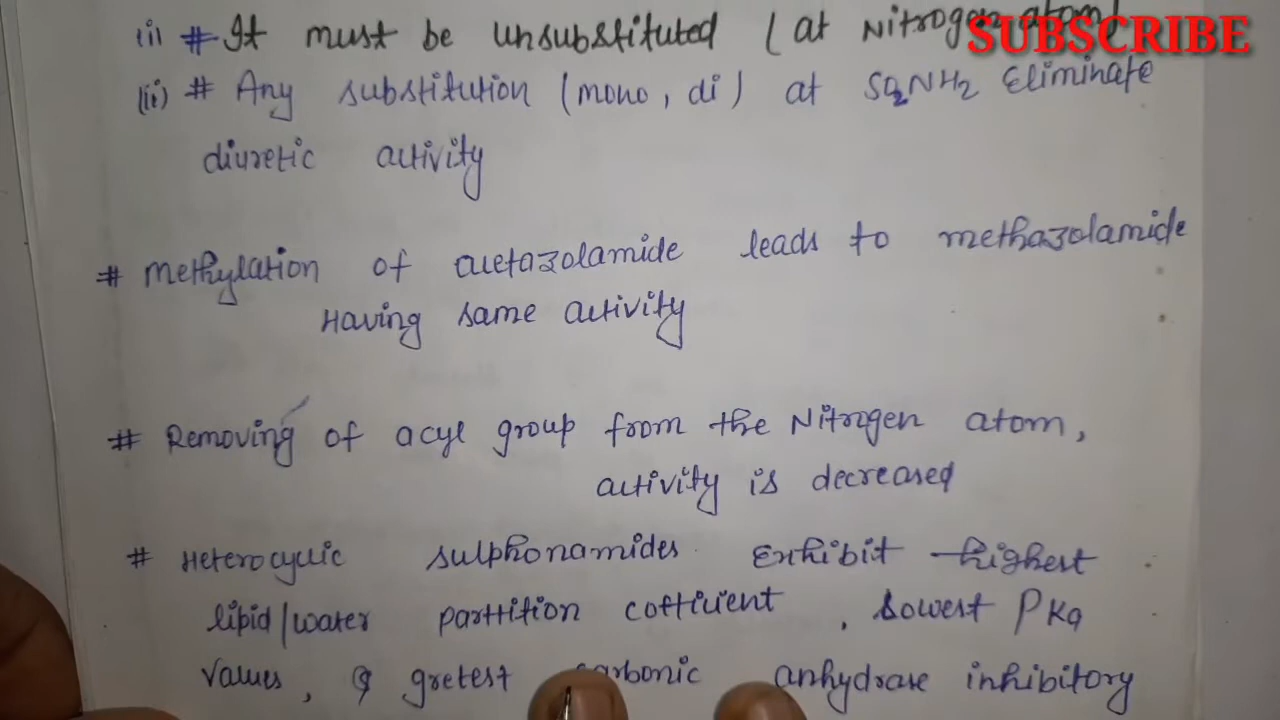 (i) # It must be unsubstituted (at Nitrogen atom)
SUBSCRIBE
(ii) # Any substitution (mono, di) at SO2NH2 Eliminate
diuretic activity
# Methylation of acetazolamide leads to methazolamide
Having same activity
# Removing of acyl group from the Nitrogen atom,
activity is decreased
# Heterocyclic sulphonamides Exhibit highest
lipid/water parttition cofficient, Lowest PKa
values, & gretest carbonic anhydrase inhibitory